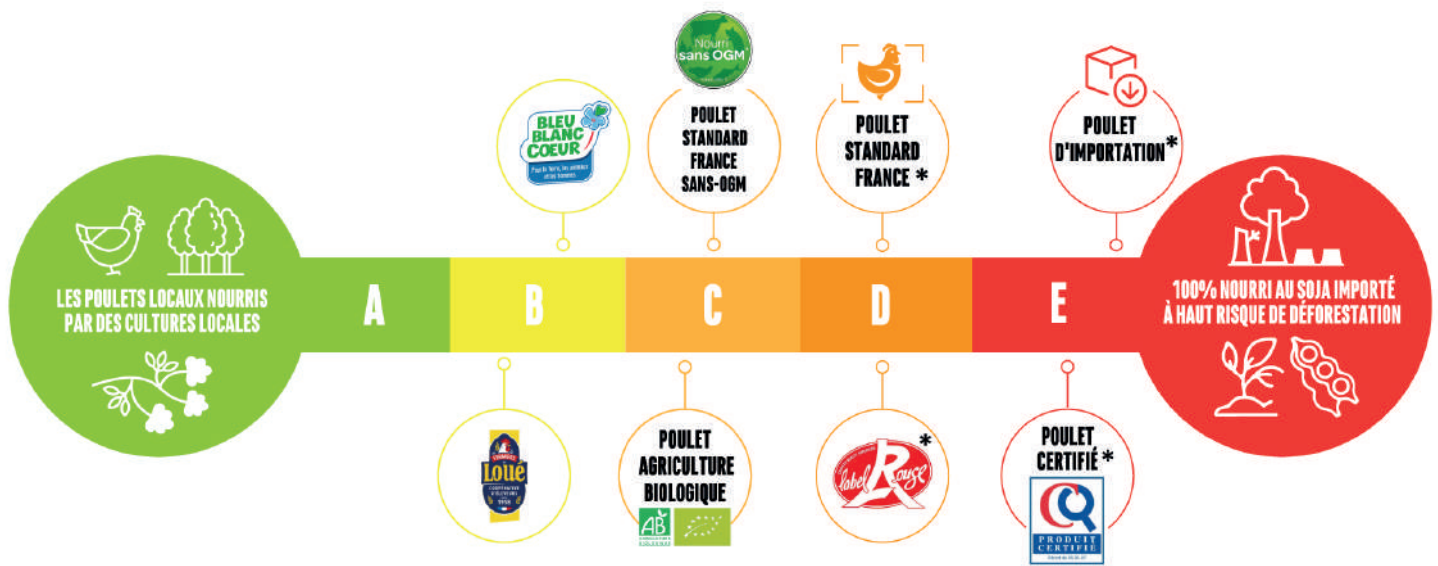 Nourri
sans OGM
BLEU
BLANC
CŒUR
POULET
STANDARD
FRANCE
SANS-OGM
POULET
STANDARD
FRANCE *
POULET
D'IMPORTATION*
LES POULETS LOCAUX NOURRIS
PAR DES CULTURES LOCALES
A
B
C
D
E
100% NOURRI AU SOJA IMPORTÉ
À HAUT RISQUE DE DÉFORESTATION
Loué
POULET
AGRICULTURE
BIOLOGIQUE
AB
label Rouge
*
POULET
CERTIFIÉ *
CQ
PRODUIT
CERTIFIÉ